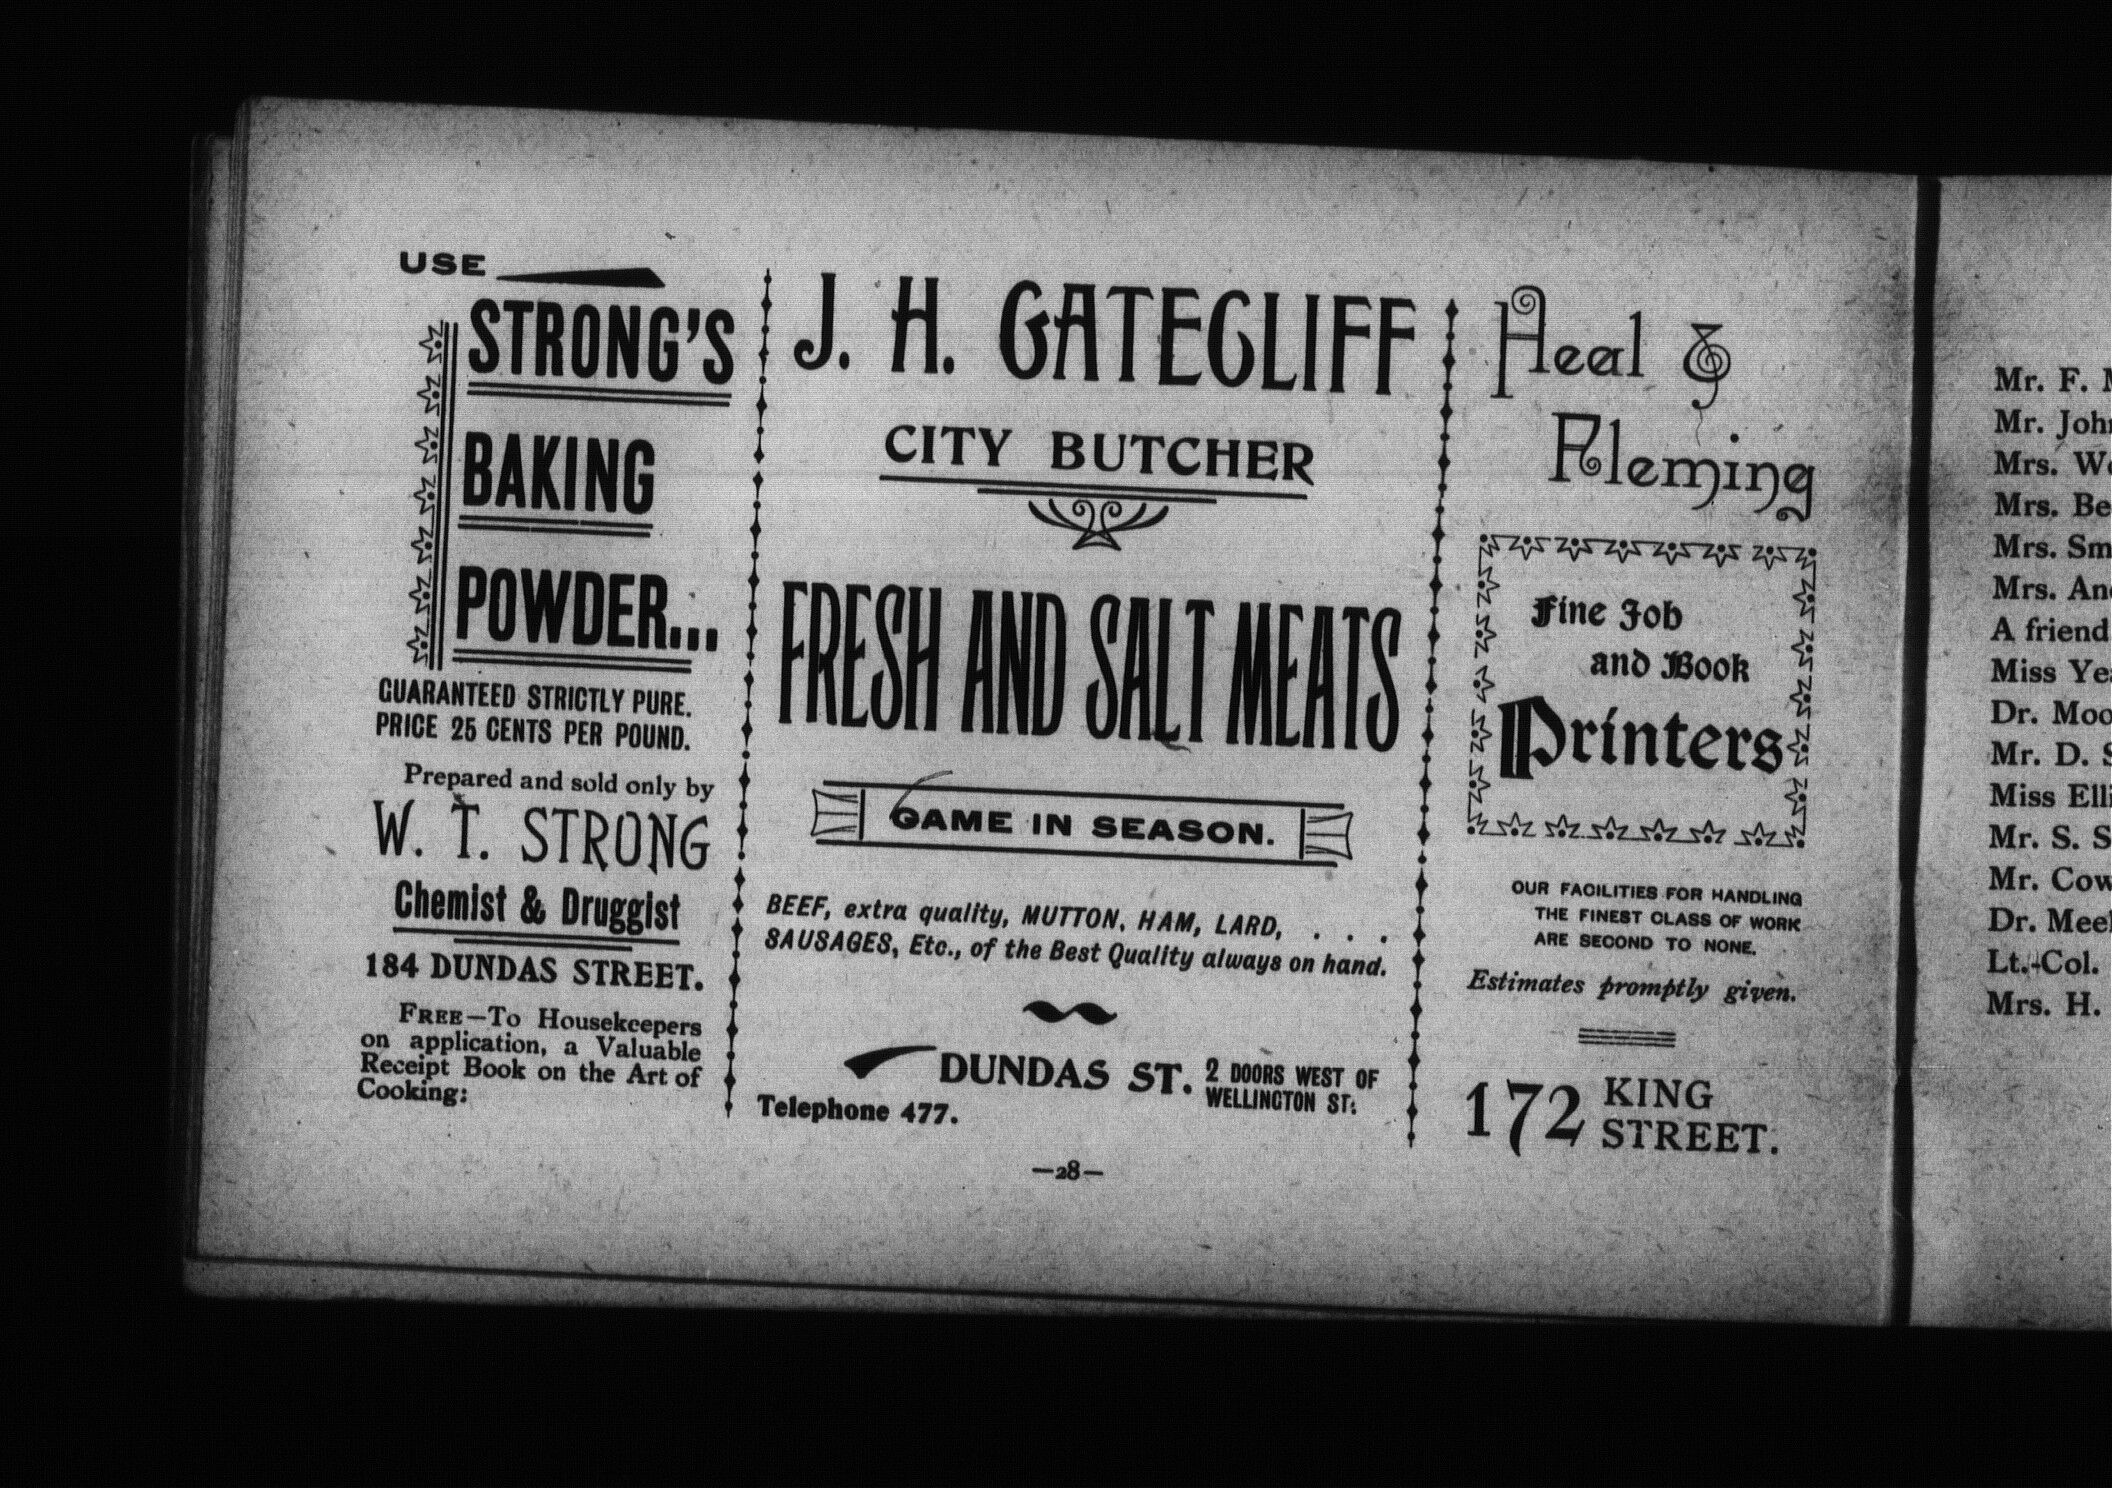 USE
STRONG'S
BAKING
POWDER...
GUARANTEED STRICTLY PURE.
PRICE 25 CENTS PER POUND.
Prepared and sold only by
W. T. STRONG
Chemist & Druggist
184 DUNDAS STREET.
FREE—To Housekeepers
on application, a Valuable
Receipt Book on the Art of
Cooking:
J. H. GATECLIFF
CITY BUTCHER
FRESH AND SALT MEATS
GAME IN SEASON.
BEEF, extra quality, MUTTON, HAM, LARD, . . .
SAUSAGES, Etc., of the Best Quality always on hand.
DUNDAS ST. 2 DOORS WEST OF
WELLINGTON ST.
Telephone 477.
—28—
Heal &
Fleming
Fine Job
and Book
Printers
OUR FACILITIES FOR HANDLING
THE FINEST CLASS OF WORK
ARE SECOND TO NONE.
Estimates promptly given.
172 KING
STREET.
Mr. F.
Mr.
Mrs.
Mrs.
Mrs.
Mrs.
A friend
Miss
Dr.
Mr. D.
Miss
Mr. S.
Mr.
Dr.
Lt.-Col.
Mrs. H.